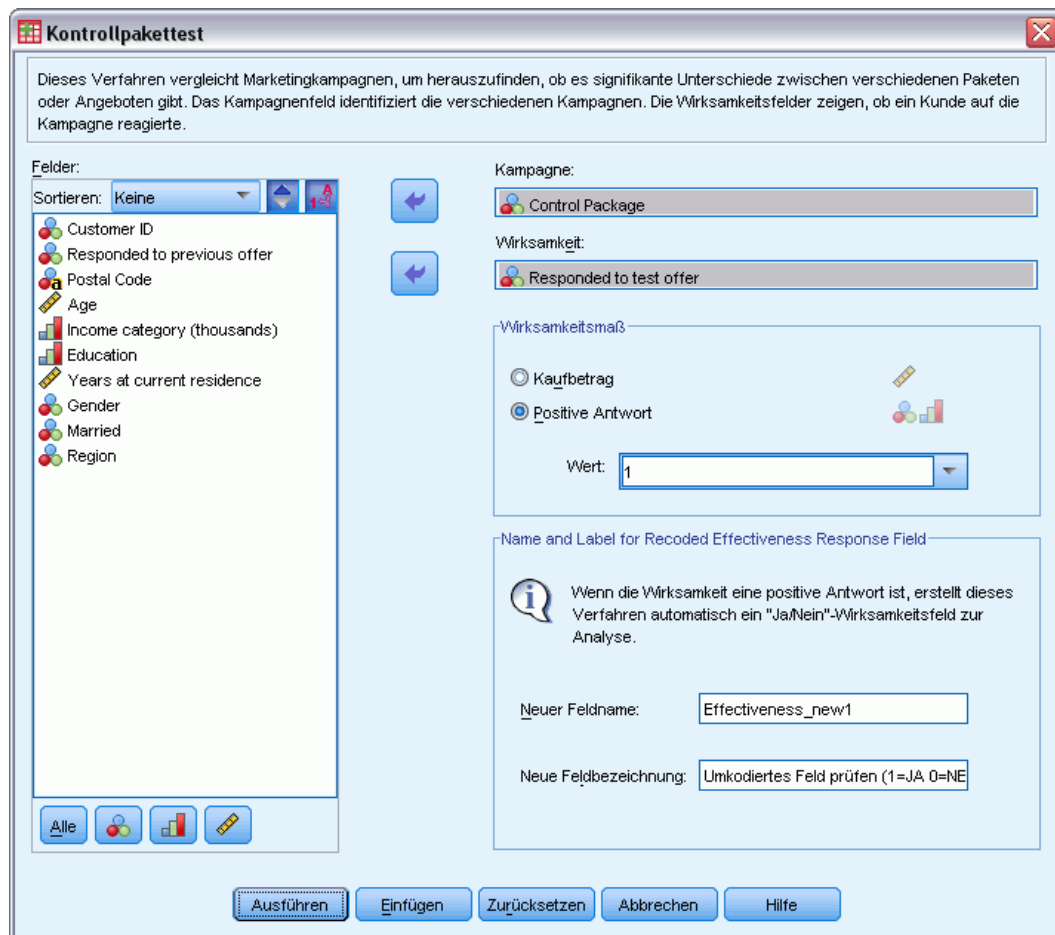 Kontrollpakettest
Dieses Verfahren vergleicht Marketingkampagnen, um herauszufinden, ob es signifikante Unterschiede zwischen verschiedenen Paketen
oder Angeboten gibt. Das Kampagnenfeld identifiziert die verschiedenen Kampagnen. Die Wirksamkeitsfelder zeigen, ob ein Kunde auf die
Kampagne reagierte.
Felder:
Sortieren: Keine
Customer ID
Responded to previous offer
Postal Code
Age
Income category (thousands)
Education
Years at current residence
Gender
Married
Region
Alle
Kampagne:
Control Package
Wirksamkeit:
Responded to test offer
Wirksamkeitsmaß
Kaufbetrag
Positive Antwort
Wert: 1
Name and Label for Recoded Effectiveness Response Field
Wenn die Wirksamkeit eine positive Antwort ist, erstellt dieses
Verfahren automatisch ein "Ja/Nein"-Wirksamkeitsfeld zur
Analyse.
Neuer Feldname: Effectiveness_new1
Neue Feldbezeichnung: Umkodiertes Feld prüfen (1=JA 0=NE
Ausführen Einfügen Zurücksetzen Abbrechen Hilfe